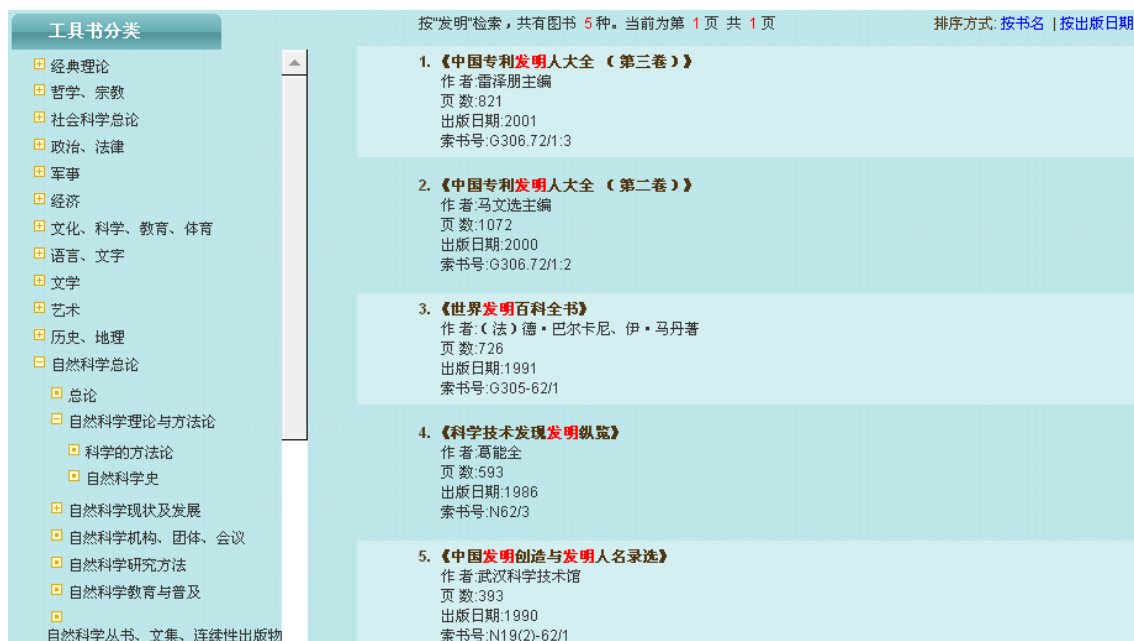 工具书分类
经典理论
哲学、宗教
社会科学总论
政治、法律
军事
经济
文化、科学、教育、体育
语言、文字
文学
艺术
历史、地理
自然科学总论
总论
自然科学理论与方法论
科学的方法论
自然科学史
自然科学现状及发展
自然科学机构、团体、会议
自然科学研究方法
自然科学教育与普及
自然科学丛书、文集、连续性出版物
按"发明"检索，共有图书 5种。当前为第 1页 共 1页
排序方式:按书名 |按出版日期
1. 《中国专利发明人大全 （第三卷）》
作 者:雷泽朋主编
页 数:821
出版日期:2001
索书号:G306.72/1:3
2. 《中国专利发明人大全 （第二卷）》
作 者:马文选主编
页 数:1072
出版日期:2000
索书号:G306.72/1:2
3. 《世界发明百科全书》
作 者:（法）德·巴尔卡尼、伊·马丹著
页 数:726
出版日期:1991
索书号:G305-62/1
4. 《科学技术发现发明纵览》
作 者:葛能全
页 数:593
出版日期:1986
索书号:N62/3
5. 《中国发明创造与发明人名录选》
作 者:武汉科学技术馆
页 数:393
出版日期:1990
索书号:N19(2)-62/1